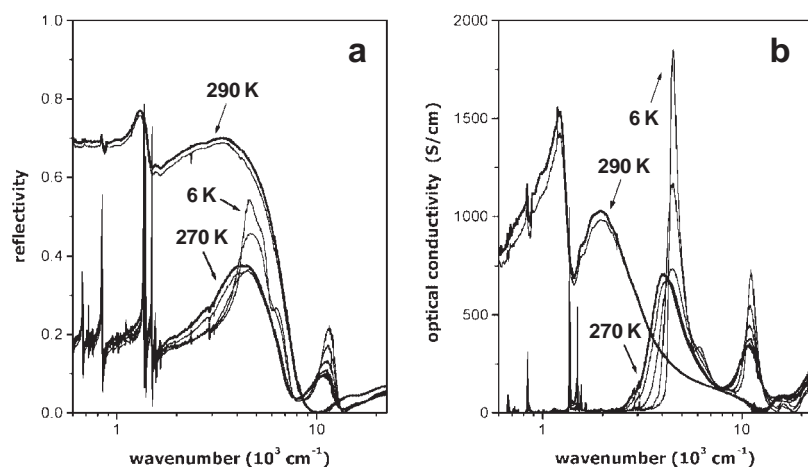 a
290 K
6 K
270 K
1.0
0.8
0.6
0.4
0.2
0.0
reflectivity
1
10
wavenumber (10³ cm⁻¹)
b
6 K
290 K
270 K
2000
1500
1000
500
0
optical conductivity (S/cm)
1
10
wavenumber (10³ cm⁻¹)